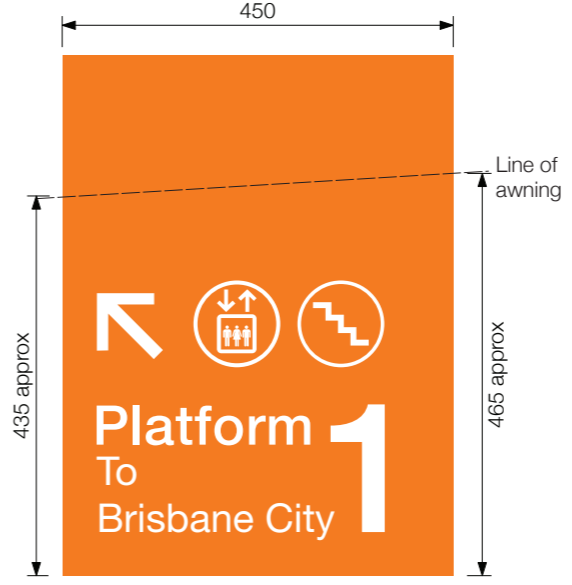 450
Line of
awning
435 approx
465 approx
Platform 1
To
Brisbane City